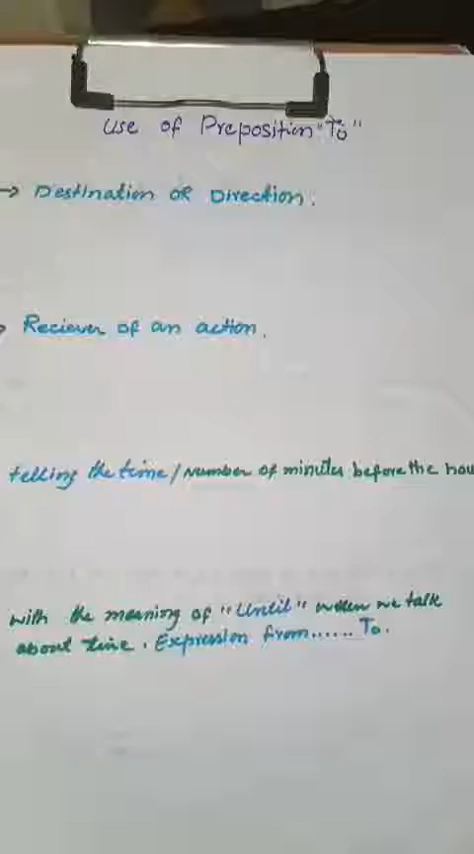 Use of Preposition "To"
→ Destination or Direction.
Reciever of an action.
telling the time / Number of minutes before the hou
with the meaning of "Until" when we talk
about time. Expression from...... To.